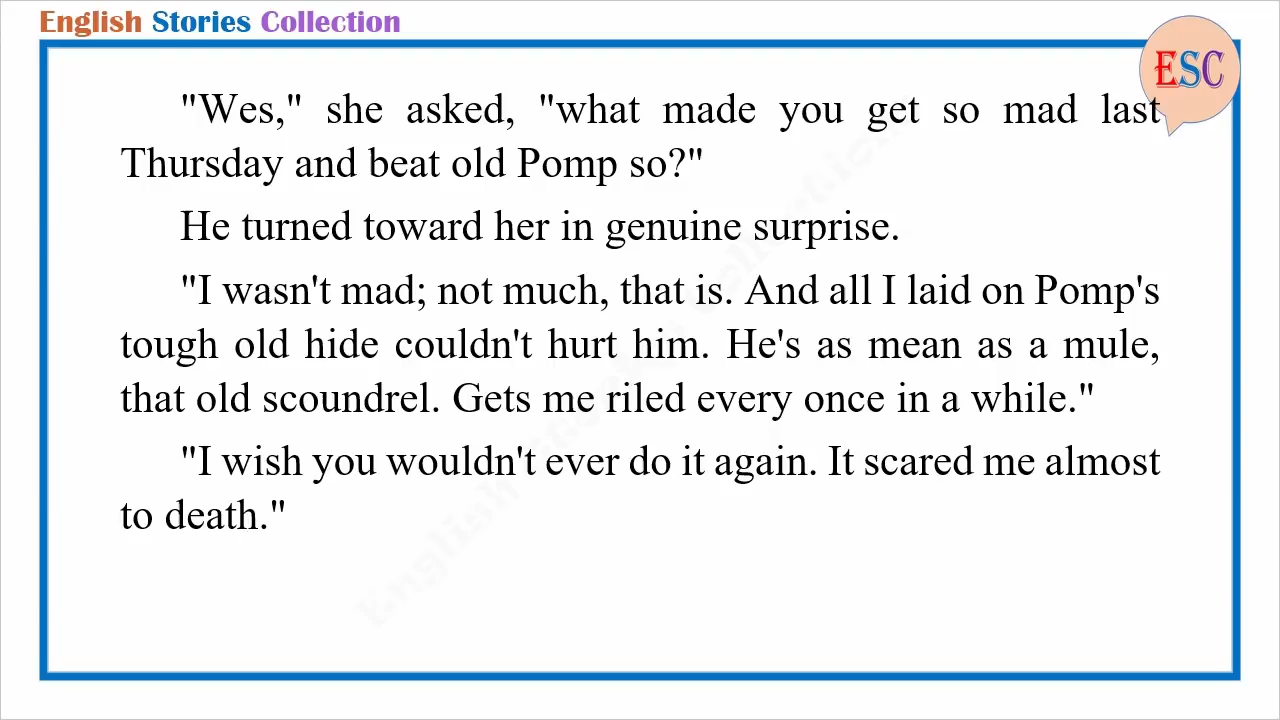 English Stories Collection
ESC
"Wes," she asked, "what made you get so mad last
Thursday and beat old Pomp so?"
He turned toward her in genuine surprise.
"I wasn't mad; not much, that is. And all I laid on Pomp's
tough old hide couldn't hurt him. He's as mean as a mule,
that old scoundrel. Gets me riled every once in a while."
"I wish you wouldn't ever do it again. It scared me almost
to death."
English Stories Collection